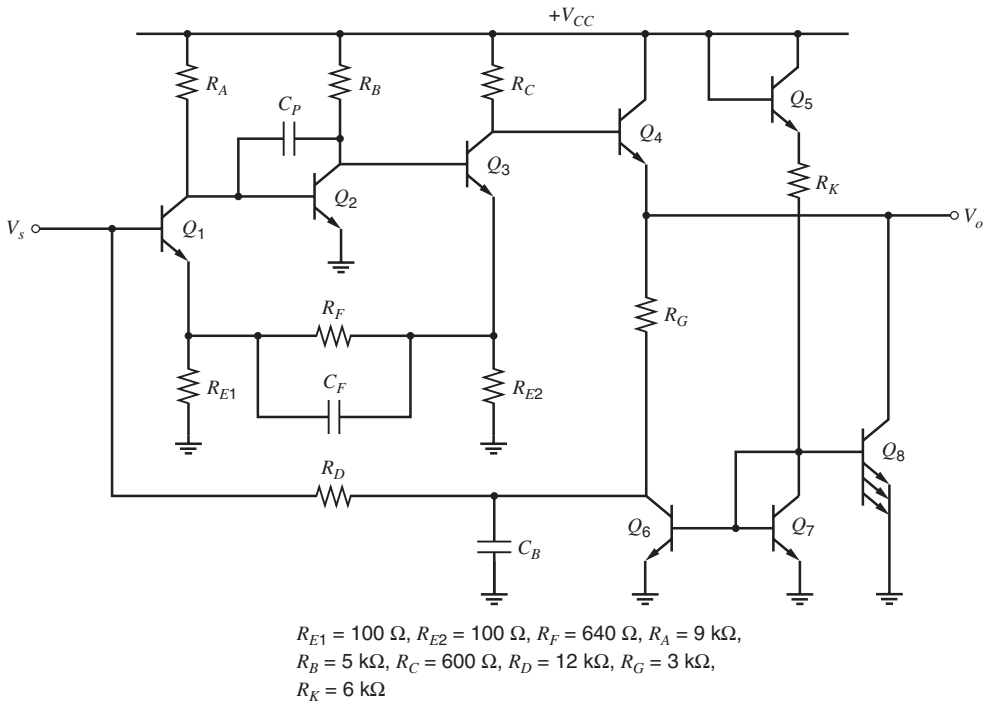 +V_CC
R_A
R_B
R_C
C_P
Q_1
Q_2
Q_3
Q_4
Q_5
R_K
V_s
V_o
R_F
R_G
R_E1
C_F
R_E2
R_D
C_B
Q_6
Q_7
Q_8
R_E1 = 100 Ω, R_E2 = 100 Ω, R_F = 640 Ω, R_A = 9 kΩ,
R_B = 5 kΩ, R_C = 600 Ω, R_D = 12 kΩ, R_G = 3 kΩ,
R_K = 6 kΩ